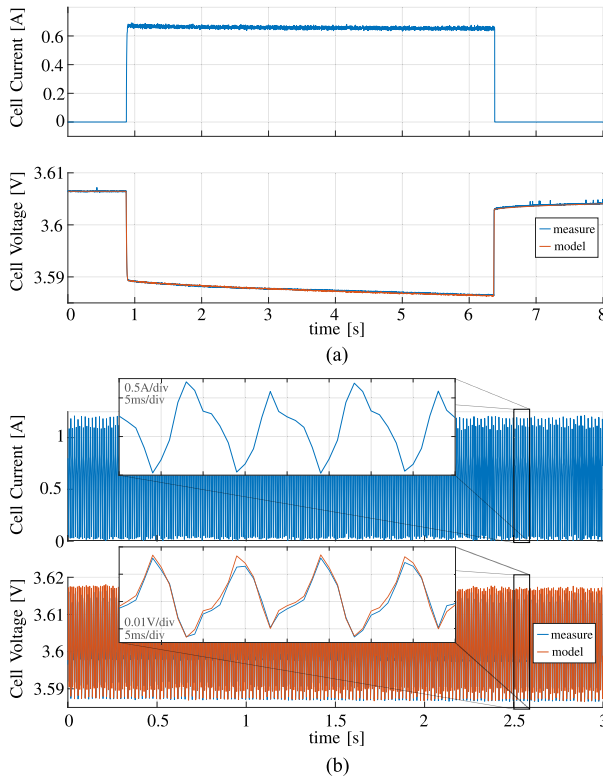 Cell Current [A]
0.6
0.4
0.2
0
Cell Voltage [V]
3.61
3.6
3.59
measure
model
0 1 2 3 4 5 6 7 8
time [s]
(a)
Cell Current [A]
1
0.5
0
0.5A/div
5ms/div
Cell Voltage [V]
3.62
3.61
3.6
3.59
0.01V/div
5ms/div
measure
model
0 0.5 1 1.5 2 2.5 3
time [s]
(b)